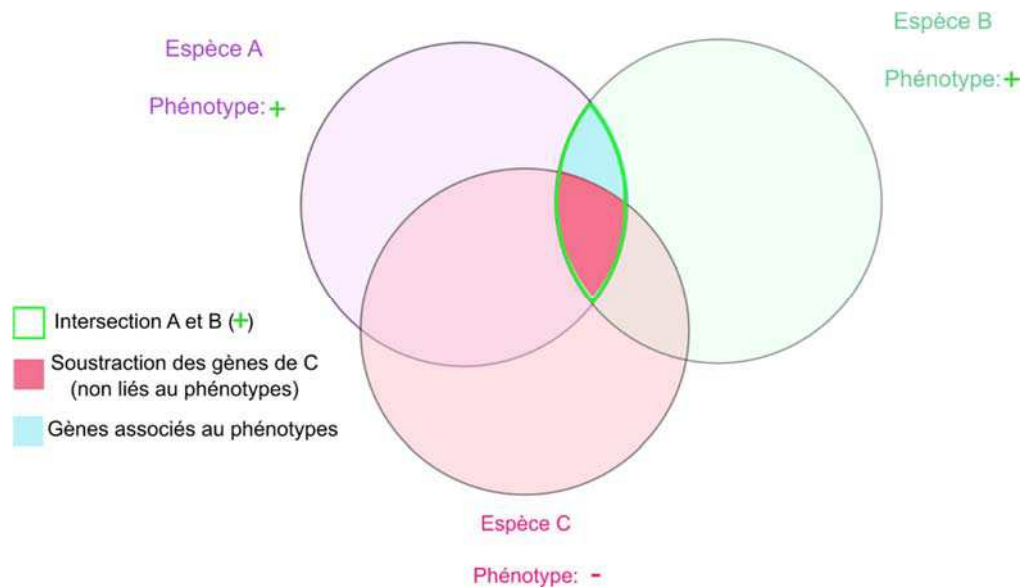 Espèce A
Phénotype: +
Espèce B
Phénotype: +
Intersection A et B (+)
Soustraction des gènes de C
(non liés au phénotypes)
Gènes associés au phénotypes
Espèce C
Phénotype: -